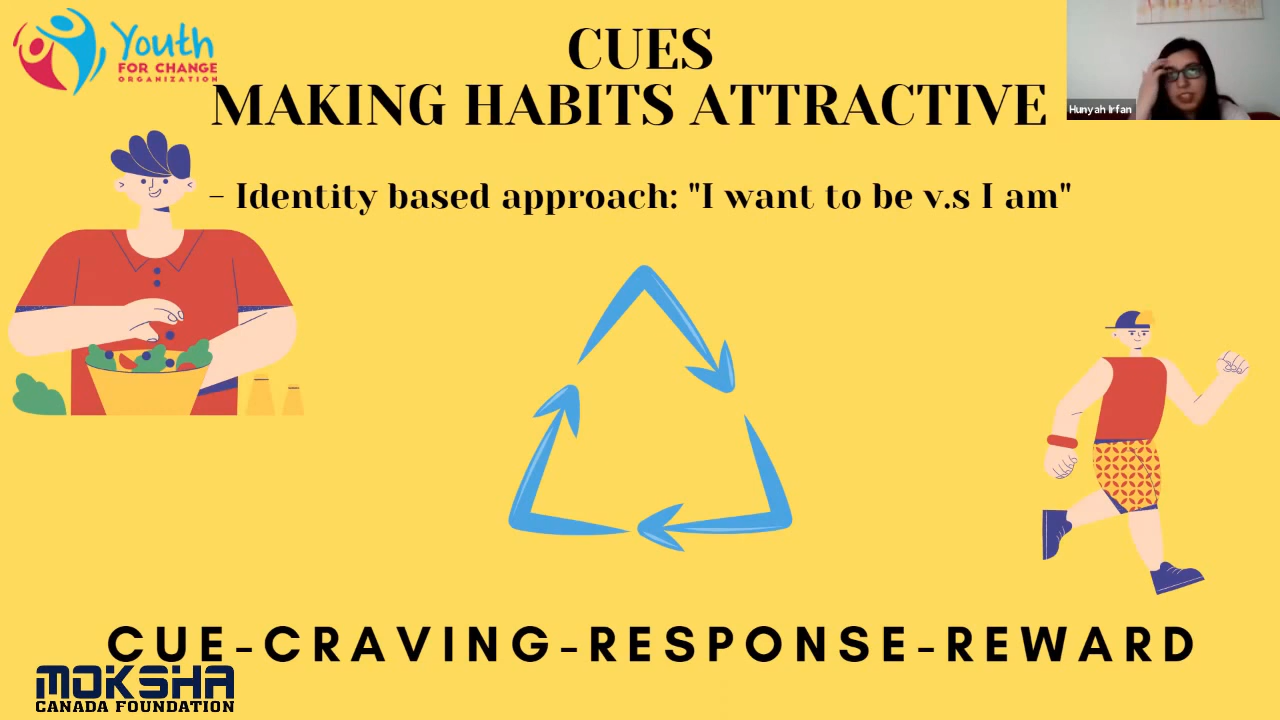 Youth
FOR CHANGE
ORGANIZATION
CUES
MAKING HABITS ATTRACTIVE
Hunyah Irfan
- Identity based approach: "I want to be v.s I am"
CUE-CRAVING-RESPONSE-REWARD
MOKSHA
CANADA FOUNDATION